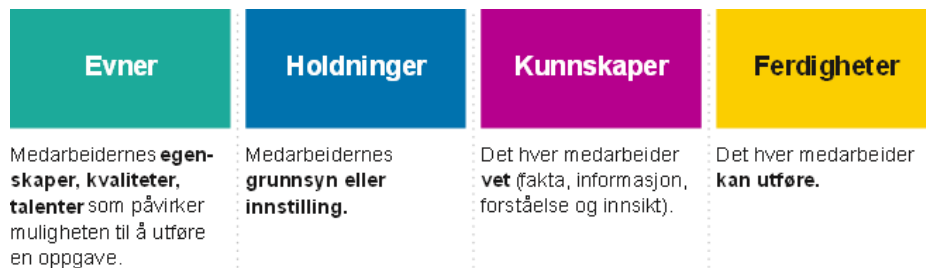 Evner
Holdninger
Kunnskaper
Ferdigheter
Medarbeidernes egen-
skaper, kvaliteter,
talenter som påvirker
muligheten til å utføre
en oppgave.
Medarbeidernes
grunnsyn eller
innstilling.
Det hver medarbeider
vet (fakta, informasjon,
forståelse og innsikt).
Det hver medarbeider
kan utføre.